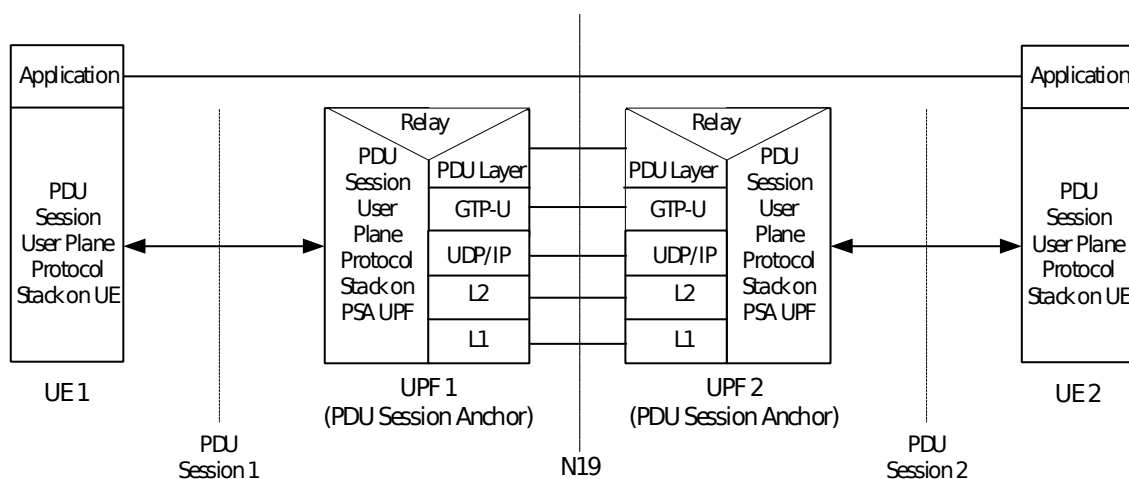 Application
PDU
Session
User Plane
Protocol
Stack on UE
UE 1
PDU
Session 1
Relay
PDU
Session
User
Plane
Protocol
Stack on
PSA UPF
PDU Layer
GTP-U
UDP/IP
L2
L1
UPF 1
(PDU Session Anchor)
N19
Relay
PDU Layer
GTP-U
UDP/IP
L2
L1
PDU
Session
User
Plane
Protocol
Stack on
PSA UPF
UPF 2
(PDU Session Anchor)
PDU
Session 2
Application
PDU
Session
User Plane
Protocol
Stack on UE
UE 2